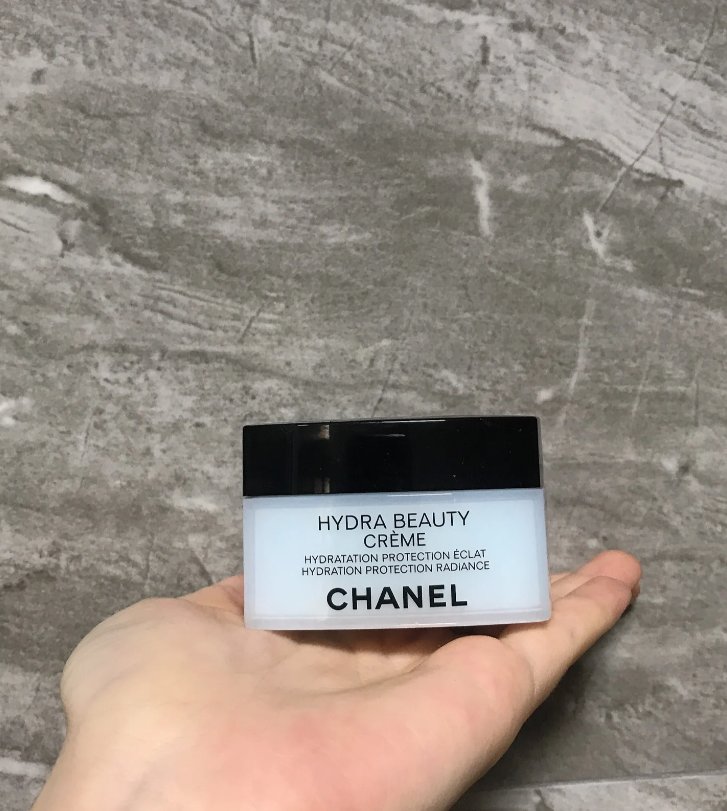 HYDRA BEAUTY
CRÈME
HYDRATATION PROTECTION ÉCLAT
HYDRATION PROTECTION RADIANCE
CHANEL